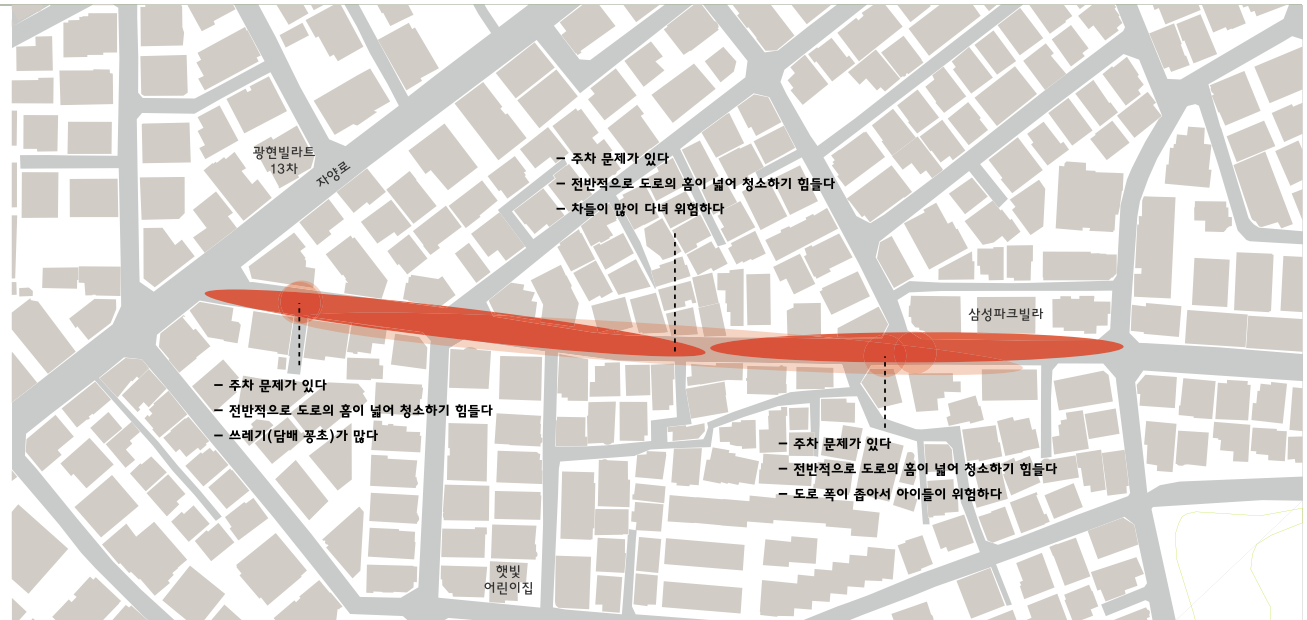 광현빌라트
13차
자양로
– 주차 문제가 있다
– 전반적으로 도로의 홈이 넓어 청소하기 힘들다
– 차들이 많이 다녀 위험하다
삼성파크빌라
– 주차 문제가 있다
– 전반적으로 도로의 홈이 넓어 청소하기 힘들다
– 쓰레기(담배 꽁초)가 많다
– 주차 문제가 있다
– 전반적으로 도로의 홈이 넓어 청소하기 힘들다
– 도로 폭이 좁아서 아이들이 위험하다
햇빛
어린이집